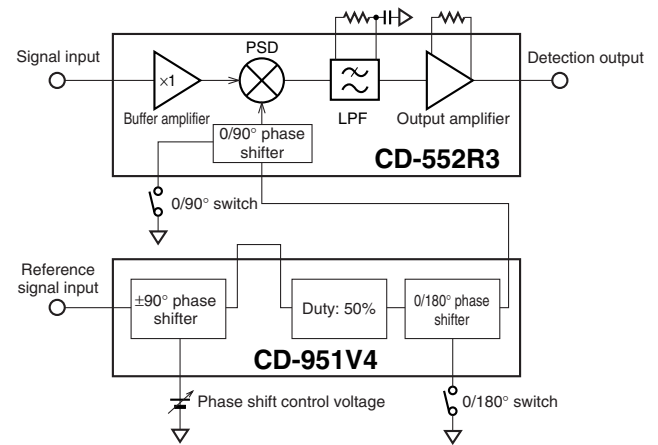 Signal input
PSD
Detection output
×1
Buffer amplifier
LPF
Output amplifier
0/90° phase
shifter
CD-552R3
0/90° switch
Reference
signal input
±90° phase
shifter
Duty: 50%
0/180° phase
shifter
CD-951V4
Phase shift control voltage
0/180° switch